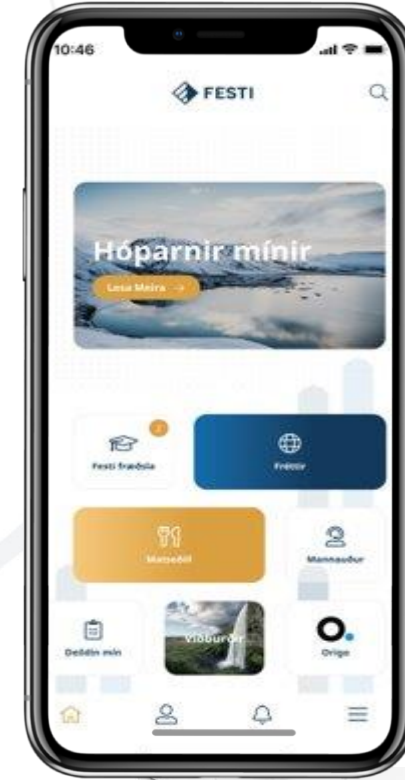 10:46
FESTI
Hóparnir mínir
Lesa Meira →
2
Festi fræðsla
Fréttir
Matseðill
Mannauður
Deildin mín
Viðburðir
O.
Origo